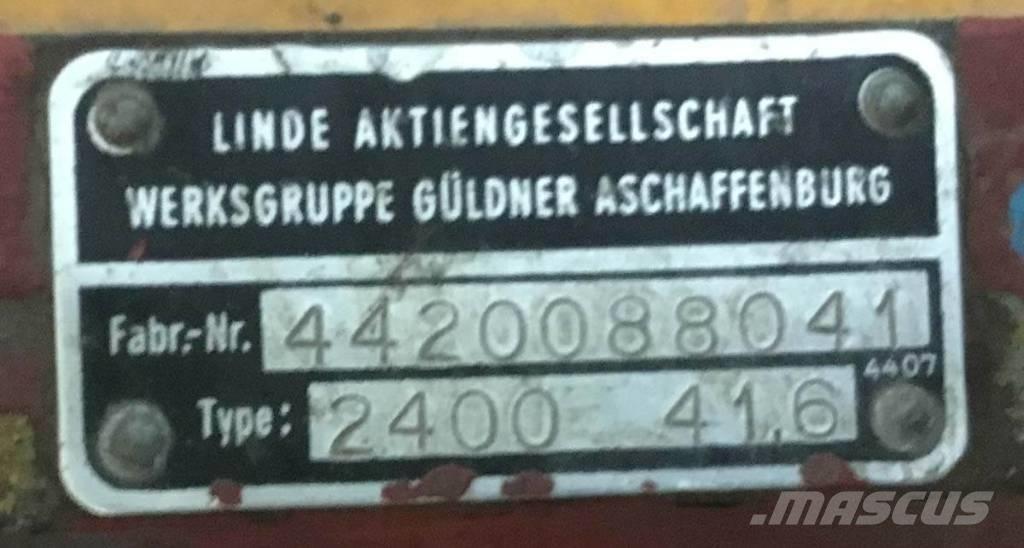 LINDE AKTIENGESELLSCHAFT
WERKSGRUPPE GÜLDNER ASCHAFFENBURG
Fabr.-Nr. 4420088041
4407
Type: 2400 41,6
.MASCUS